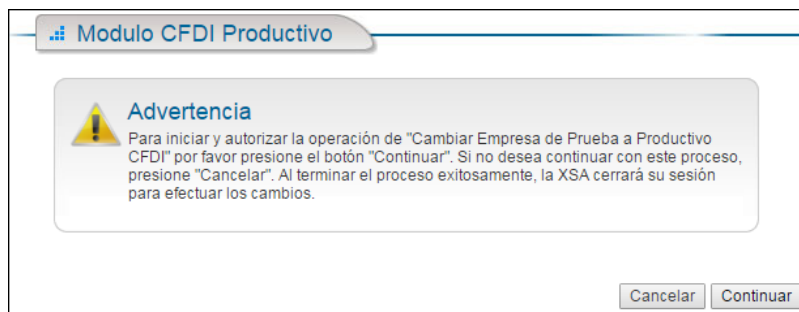 Modulo CFDI Productivo
Advertencia
Para iniciar y autorizar la operación de "Cambiar Empresa de Prueba a Productivo
CFDI" por favor presione el botón "Continuar". Si no desea continuar con este proceso,
presione "Cancelar". Al terminar el proceso exitosamente, la XSA cerrará su sesión
para efectuar los cambios.
Cancelar Continuar